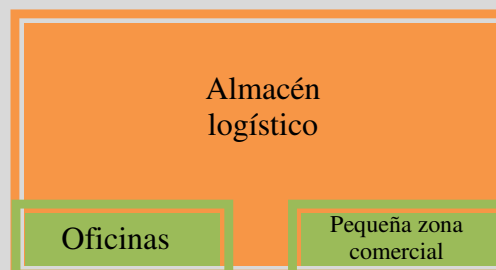 Almacén
logístico
Oficinas
Pequeña zona
comercial